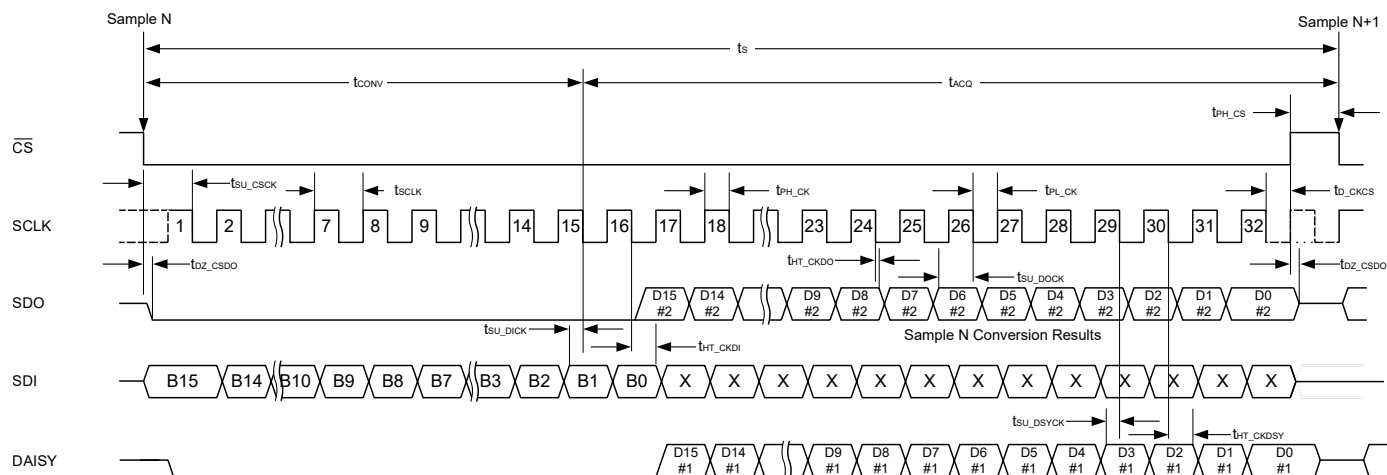 Sample N
Sample N+1
tS
tCONV
tACQ
tPH_CS
CS
tSU_CSCK
tSCLK
tPH_CK
tPL_CK
tD_CKCS
SCLK
1 2 7 8 9 14 15 16 17 18 23 24 25 26 27 28 29 30 31 32
tDZ_CSDO
tHT_CKDO
tSU_DOCK
tDZ_CSDO
SDO
D15 D14 D9 D8 D7 D6 D5 D4 D3 D2 D1 D0
#2 #2 #2 #2 #2 #2 #2 #2 #2 #2 #2 #2
tSU_DICK
Sample N Conversion Results
tHT_CKDI
SDI
B15 B14 B10 B9 B8 B7 B3 B2 B1 B0 X X X X X X X X X X X X X
tSU_DSYCK
tHT_CKDSY
DAISY
D15 D14 D9 D8 D7 D6 D5 D4 D3 D2 D1 D0
#1 #1 #1 #1 #1 #1 #1 #1 #1 #1 #1 #1